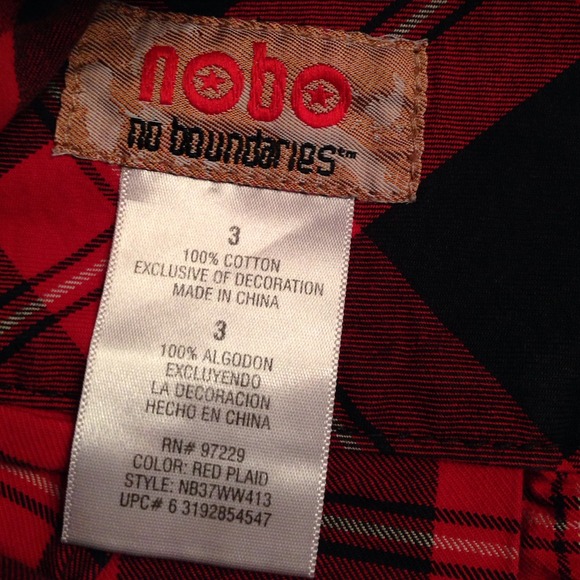 nobo
no boundaries™
3
100% COTTON
EXCLUSIVE OF DECORATION
MADE IN CHINA
3
100% ALGODON
EXCLUYENDO
LA DECORACION
HECHO EN CHINA
RN# 97229
COLOR: RED PLAID
STYLE: NB37WW413
UPC# 6 3192854547